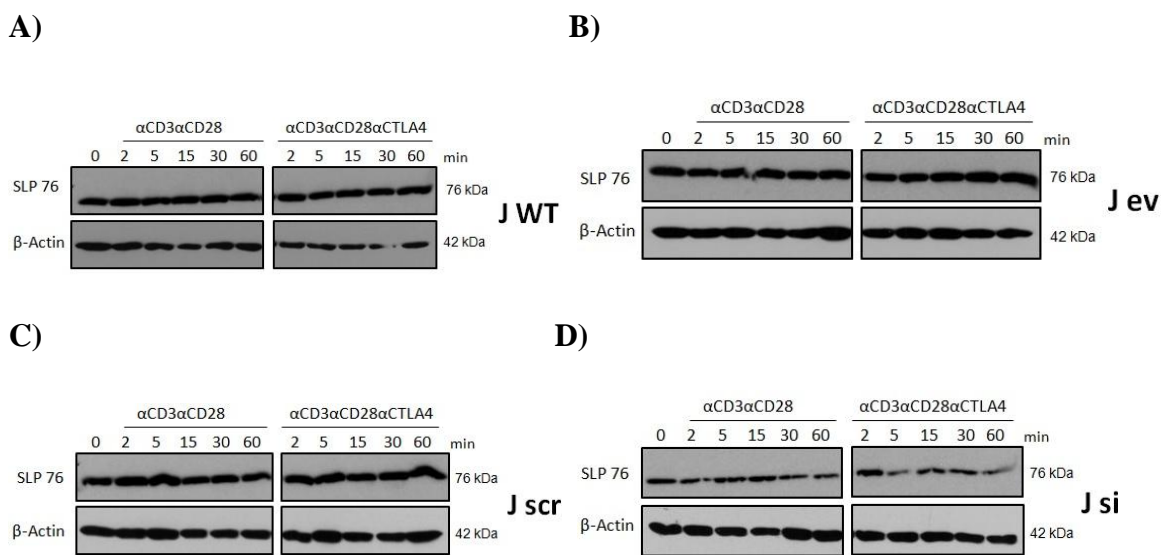 A)
αCD3αCD28 αCD3αCD28αCTLA4
0 2 5 15 30 60 2 5 15 30 60 min
SLP 76 76 kDa
β-Actin 42 kDa
J WT
B)
αCD3αCD28 αCD3αCD28αCTLA4
0 2 5 15 30 60 2 5 15 30 60 min
SLP 76 76 kDa
β-Actin 42 kDa
J ev
C)
αCD3αCD28 αCD3αCD28αCTLA4
0 2 5 15 30 60 2 5 15 30 60 min
SLP 76 76 kDa
β-Actin 42 kDa
J scr
D)
αCD3αCD28 αCD3αCD28αCTLA4
0 2 5 15 30 60 2 5 15 30 60 min
SLP 76 76 kDa
β-Actin 42 kDa
J si